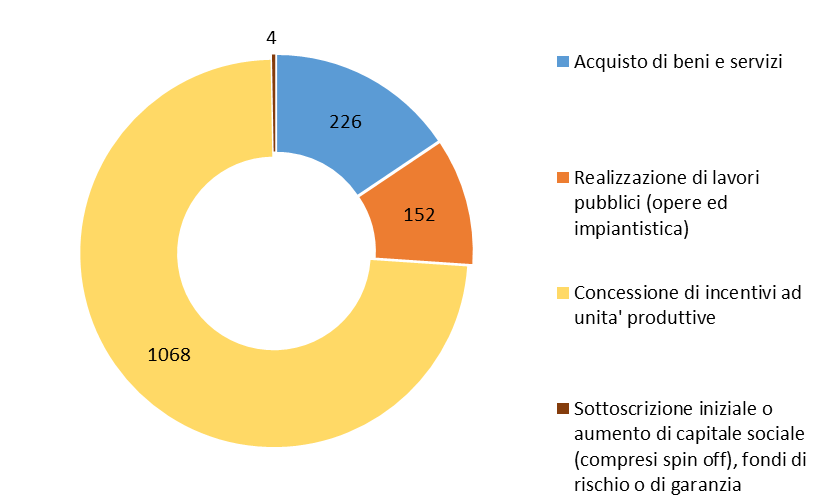 4
226
152
1068
Acquisto di beni e servizi
Realizzazione di lavori
pubblici (opere ed
impiantistica)
Concessione di incentivi ad
unita' produttive
Sottoscrizione iniziale o
aumento di capitale sociale
(compresi spin off), fondi di
rischio o di garanzia